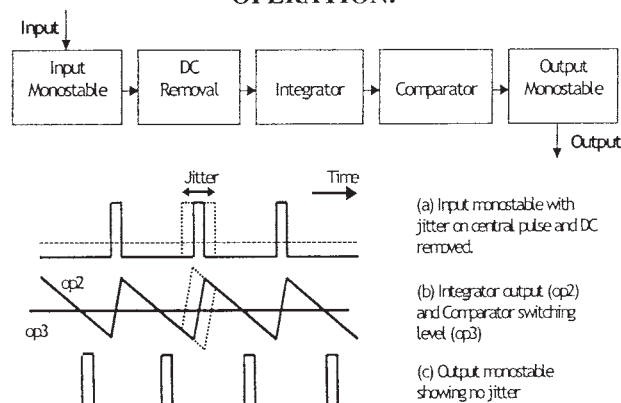 OPERATION.
Input
Input
Monostable
DC
Removal
Integrator
Comparator
Output
Monostable
Output
Jitter
Time
(a) Input monostable with
jitter on central pulse and DC
removed.
op2
op3
(b) Integrator output (op2)
and Comparator switching
level (op3)
(c) Output monostable
showing no jitter